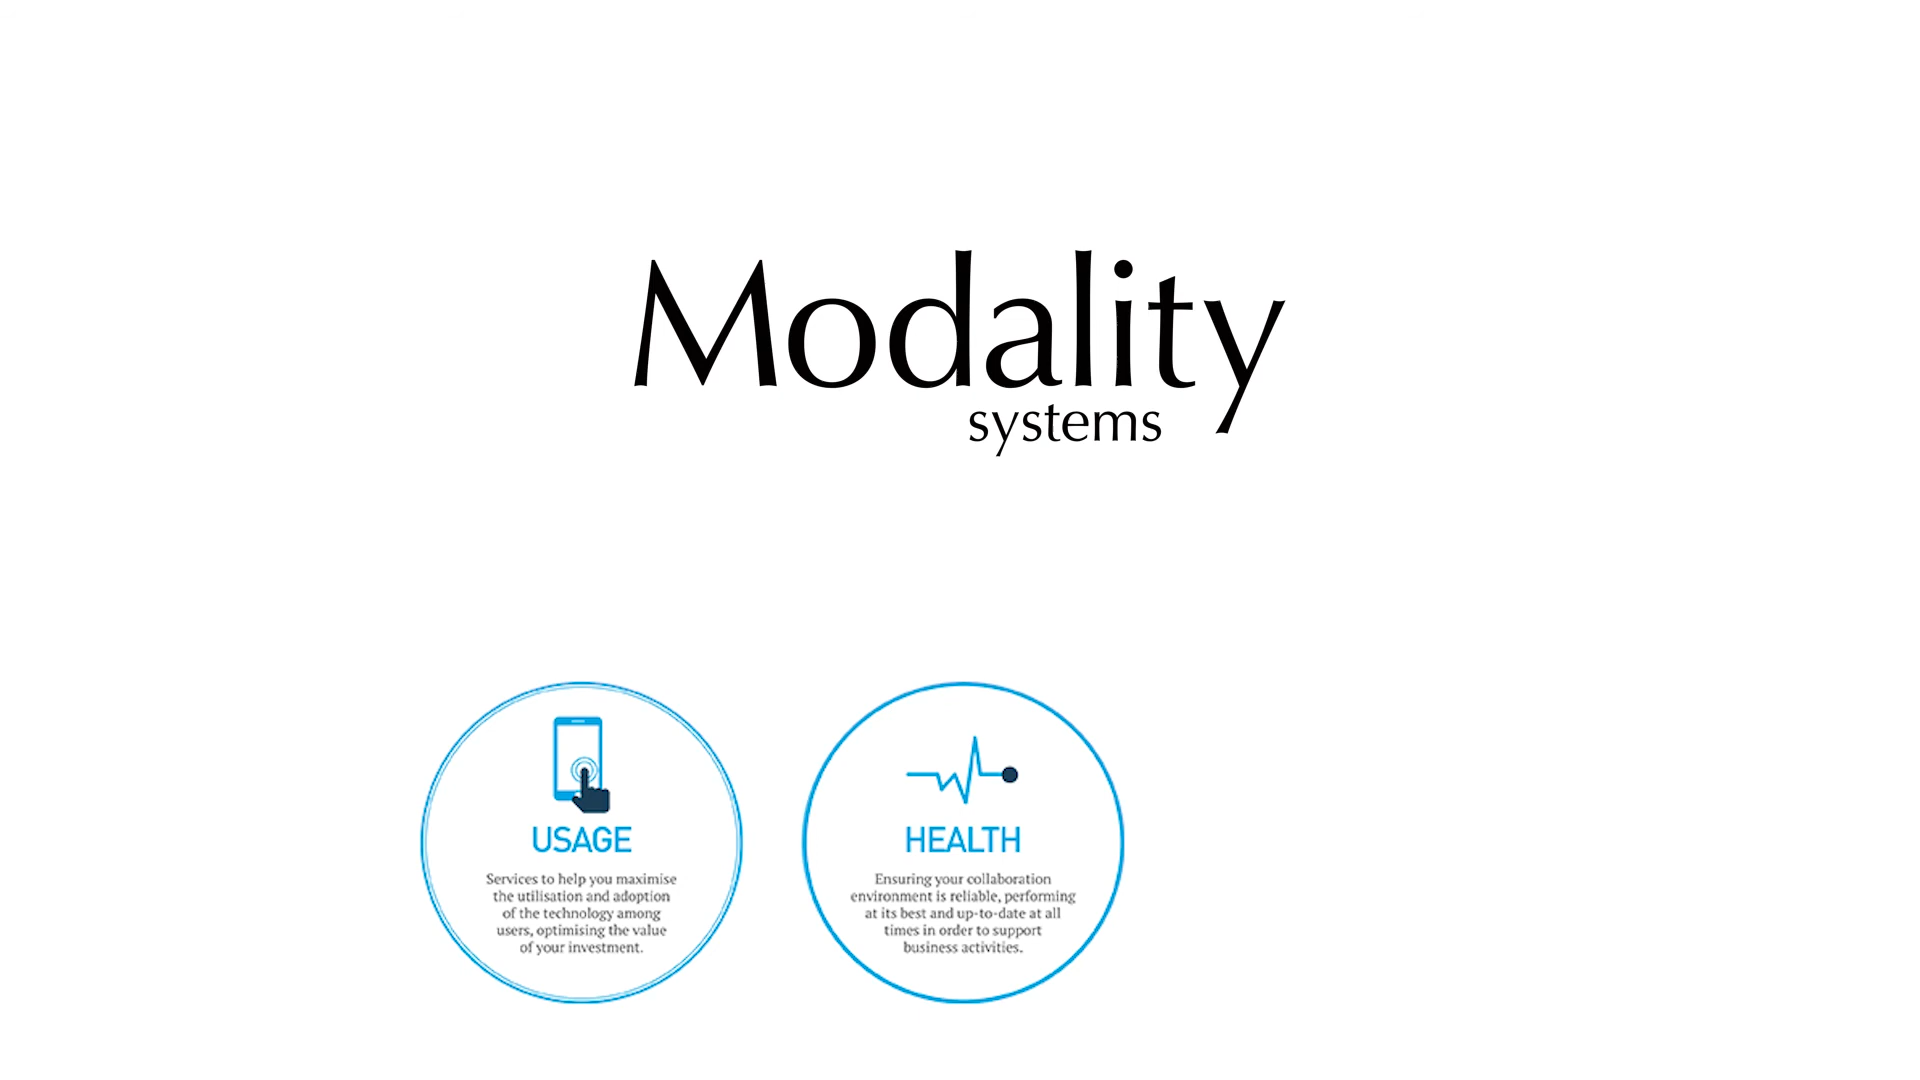 Modality
systems
USAGE
Services to help you maximise
the utilisation and adoption
of the technology among
users, optimising the value
of your investment.
HEALTH
Ensuring your collaboration
environment is reliable, performing
at its best and up-to-date at all
times in order to support
business activities.